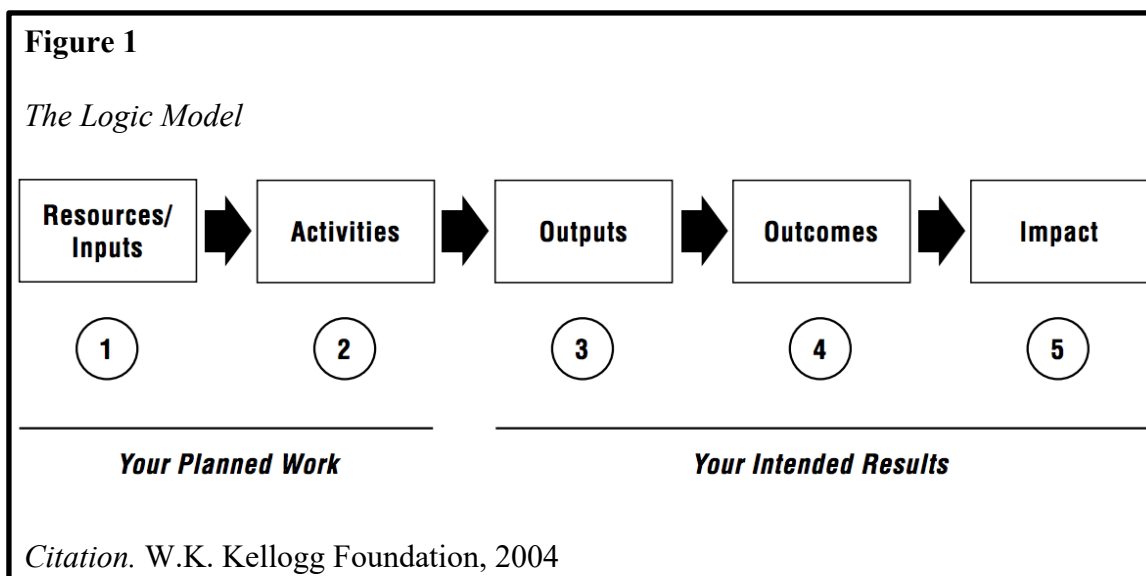 Figure 1
The Logic Model
Resources/
Inputs
Activities
Outputs
Outcomes
Impact
1
2
3
4
5
Your Planned Work
Your Intended Results
Citation. W.K. Kellogg Foundation, 2004